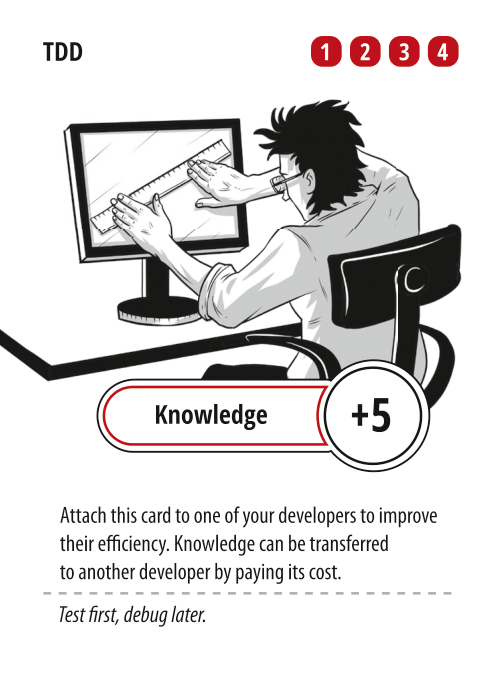 TDD
1 2 3 4
Knowledge
+5
Attach this card to one of your developers to improve
their efficiency. Knowledge can be transferred
to another developer by paying its cost.
Test first, debug later.